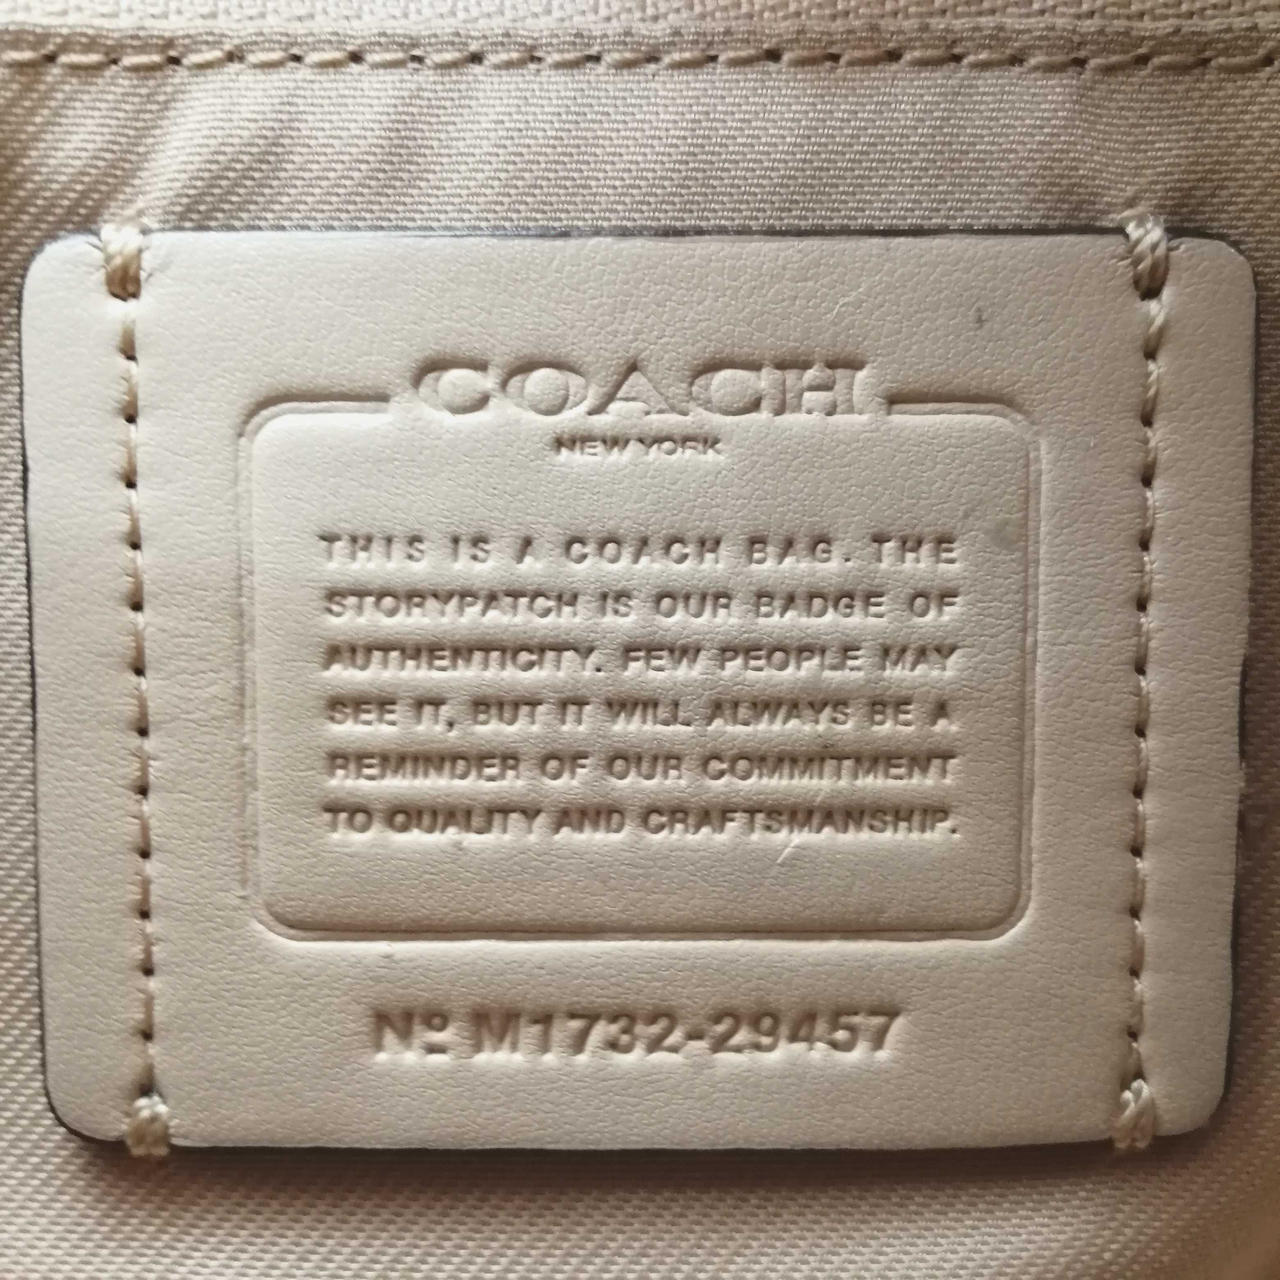 COACH
NEW YORK
THIS IS A COACH BAG. THE
STORYPATCH IS OUR BADGE OF
AUTHENTICITY. FEW PEOPLE MAY
SEE IT, BUT IT WILL ALWAYS BE A
REMINDER OF OUR COMMITMENT
TO QUALITY AND CRAFTSMANSHIP.
Nº M1732-29457